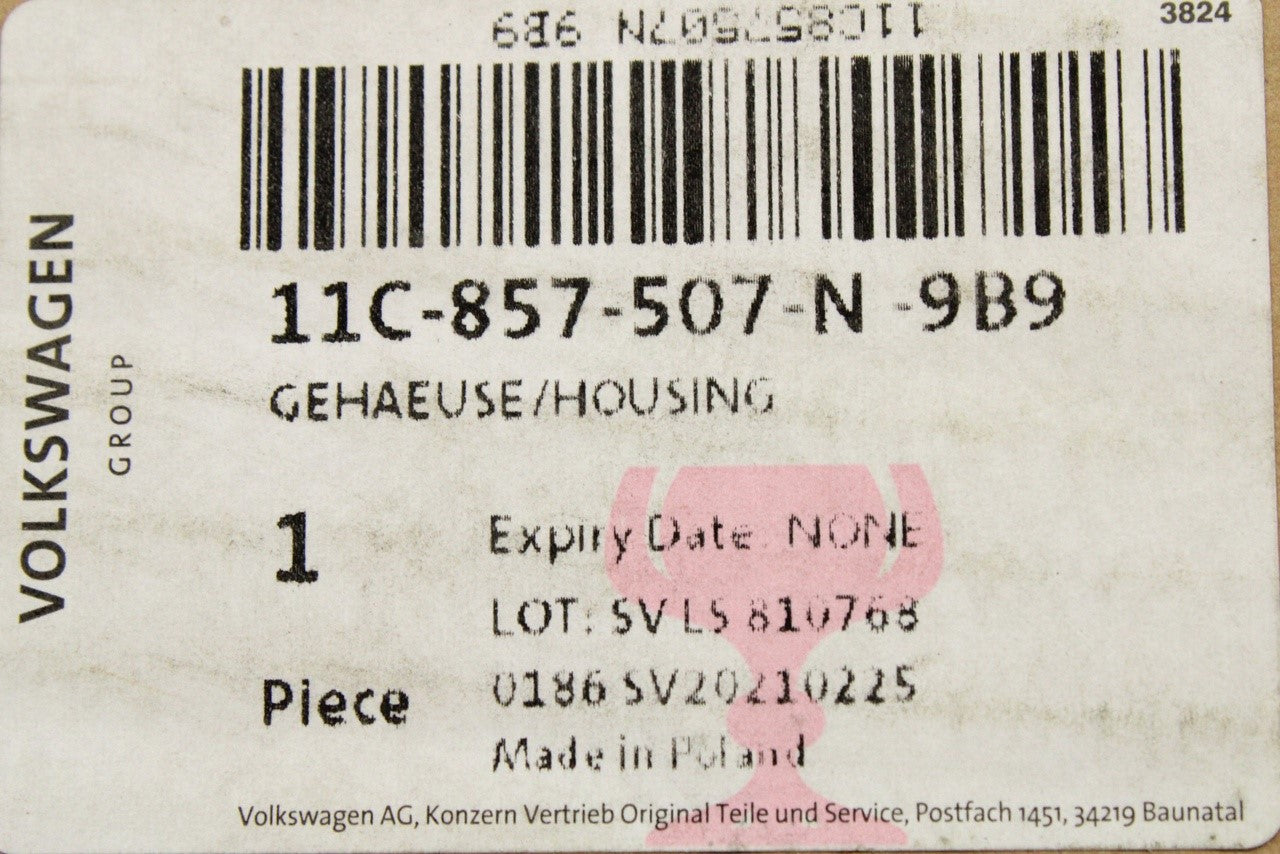 3824
11C857507N 9B9
11C-857-507-N -9B9
GEHAEUSE/HOUSING
VOLKSWAGEN
GROUP
1
Piece
Expiry Date: NONE
LOT: SV LS 810768
0186 SV20210225
Made in Poland
Volkswagen AG, Konzern Vertrieb Original Teile und Service, Postfach 1451, 34219 Baunatal